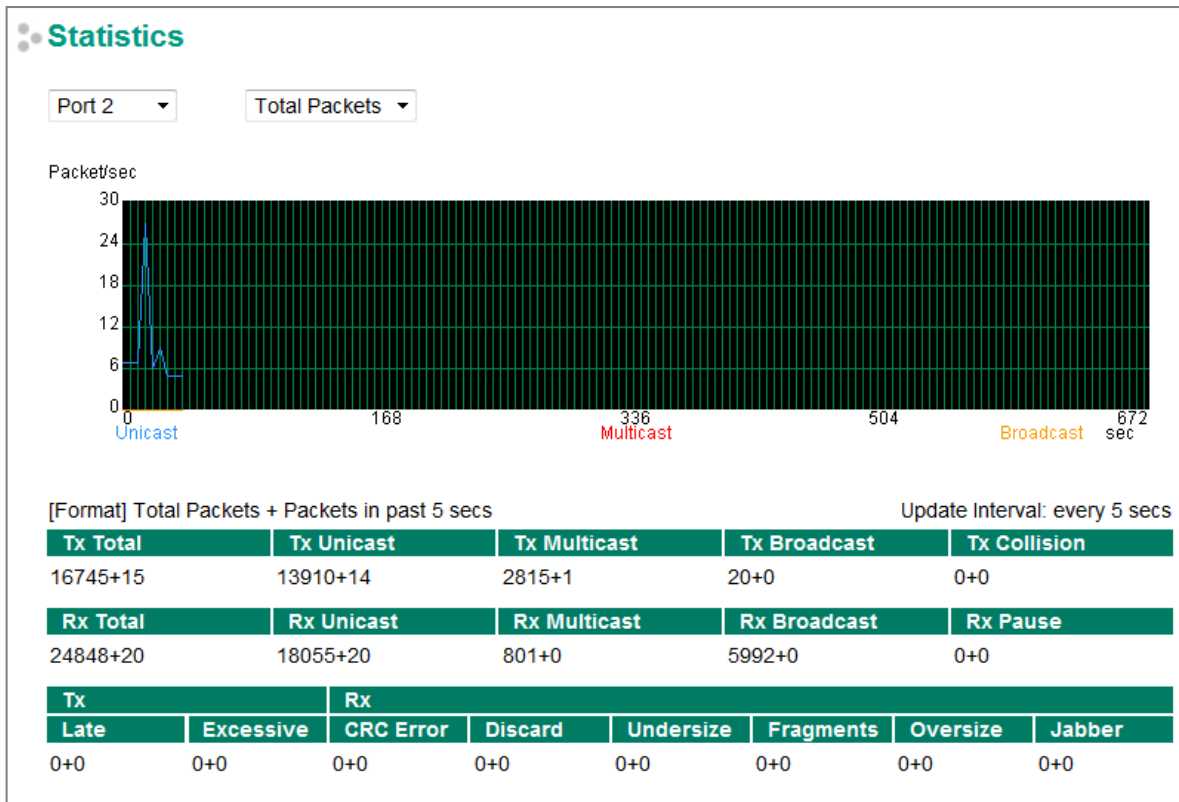 Statistics
Port 2 Total Packets
Packet/sec
30
24
18
12
6
0
0 168 336 504 672
Unicast Multicast Broadcast sec
[Format] Total Packets + Packets in past 5 secs Update Interval: every 5 secs
Tx Total Tx Unicast Tx Multicast Tx Broadcast Tx Collision
16745+15 13910+14 2815+1 20+0 0+0
Rx Total Rx Unicast Rx Multicast Rx Broadcast Rx Pause
24848+20 18055+20 801+0 5992+0 0+0
Tx Rx
Late Excessive CRC Error Discard Undersize Fragments Oversize Jabber
0+0 0+0 0+0 0+0 0+0 0+0 0+0 0+0